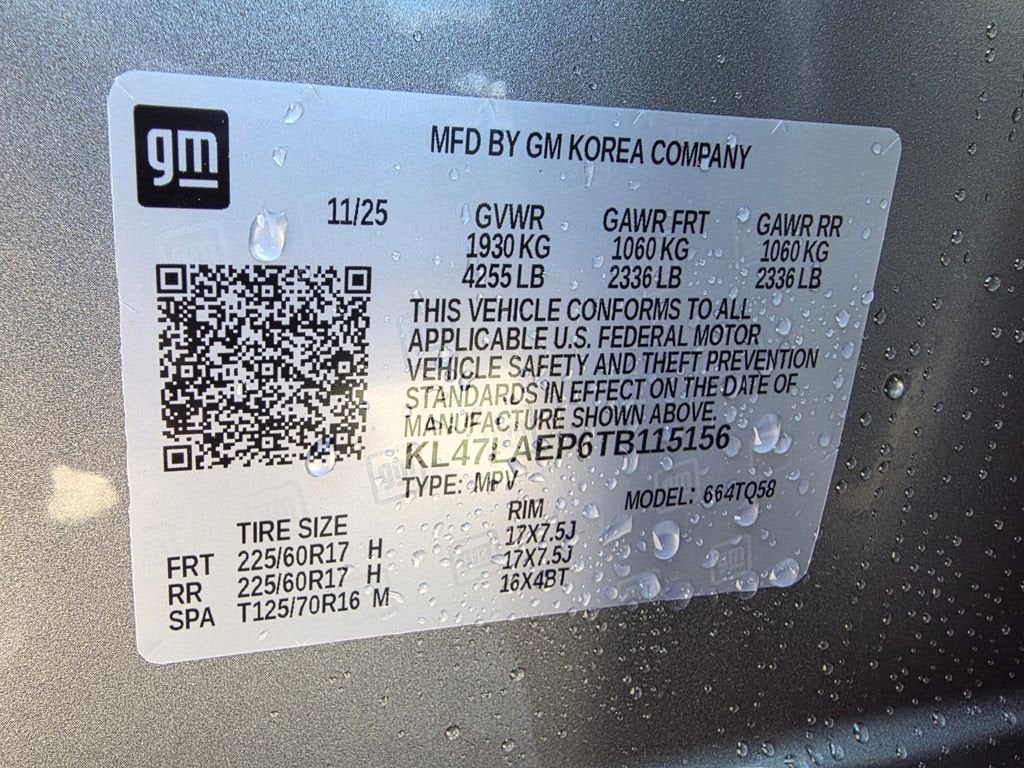 gm
MFD BY GM KOREA COMPANY
11/25 GVWR GAWR FRT GAWR RR
1930 KG 1060 KG 1060 KG
4255 LB 2336 LB 2336 LB
THIS VEHICLE CONFORMS TO ALL
APPLICABLE U.S. FEDERAL MOTOR
VEHICLE SAFETY AND THEFT PREVENTION
STANDARDS IN EFFECT ON THE DATE OF
MANUFACTURE SHOWN ABOVE.
KL47LAEP6TB115156
TYPE: MPV MODEL: 664TQ58
TIRE SIZE RIM
FRT 225/60R17 H 17X7.5J
RR 225/60R17 H 17X7.5J
SPA T125/70R16 M 16X4BT